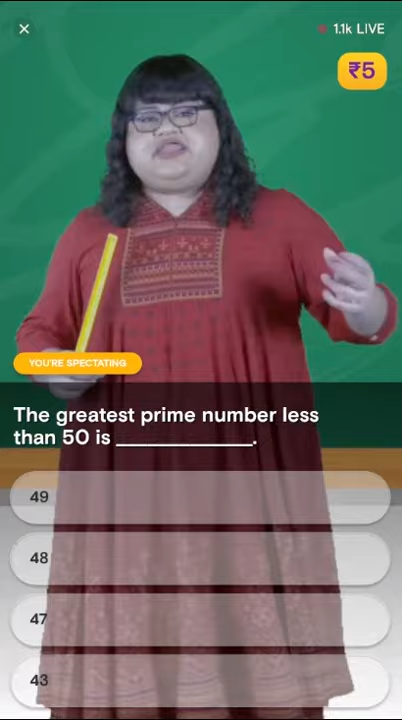 1.1k LIVE
₹5
YOU'RE SPECTATING
The greatest prime number less
than 50 is ____________.
49
48
47
43